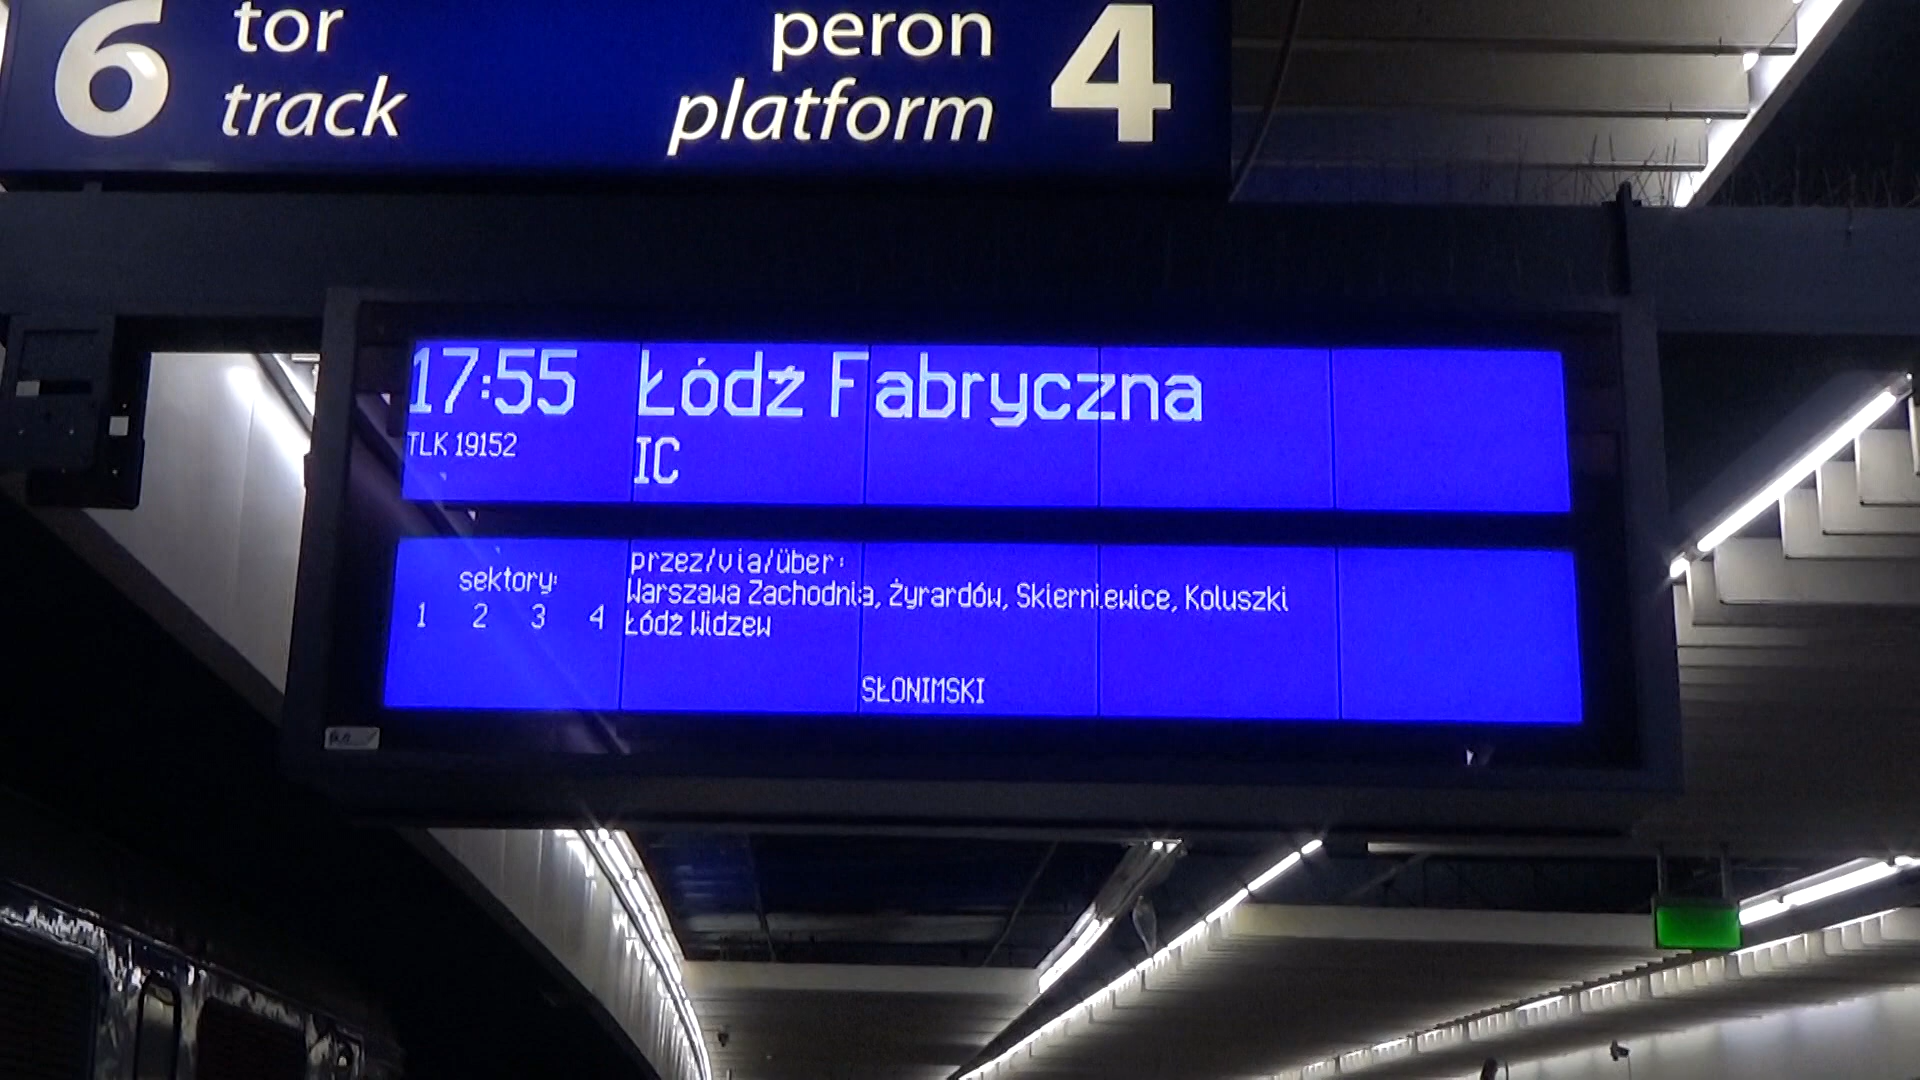 6 tor peron 4
track platform
17:55 Łódź Fabryczna
TLK 19152 IC
przez/via/über:
sektory: Warszawa Zachodnia, Żyrardów, Skierniewice, Koluszki
1 2 3 4 Łódź Widzew
SŁONIMSKI